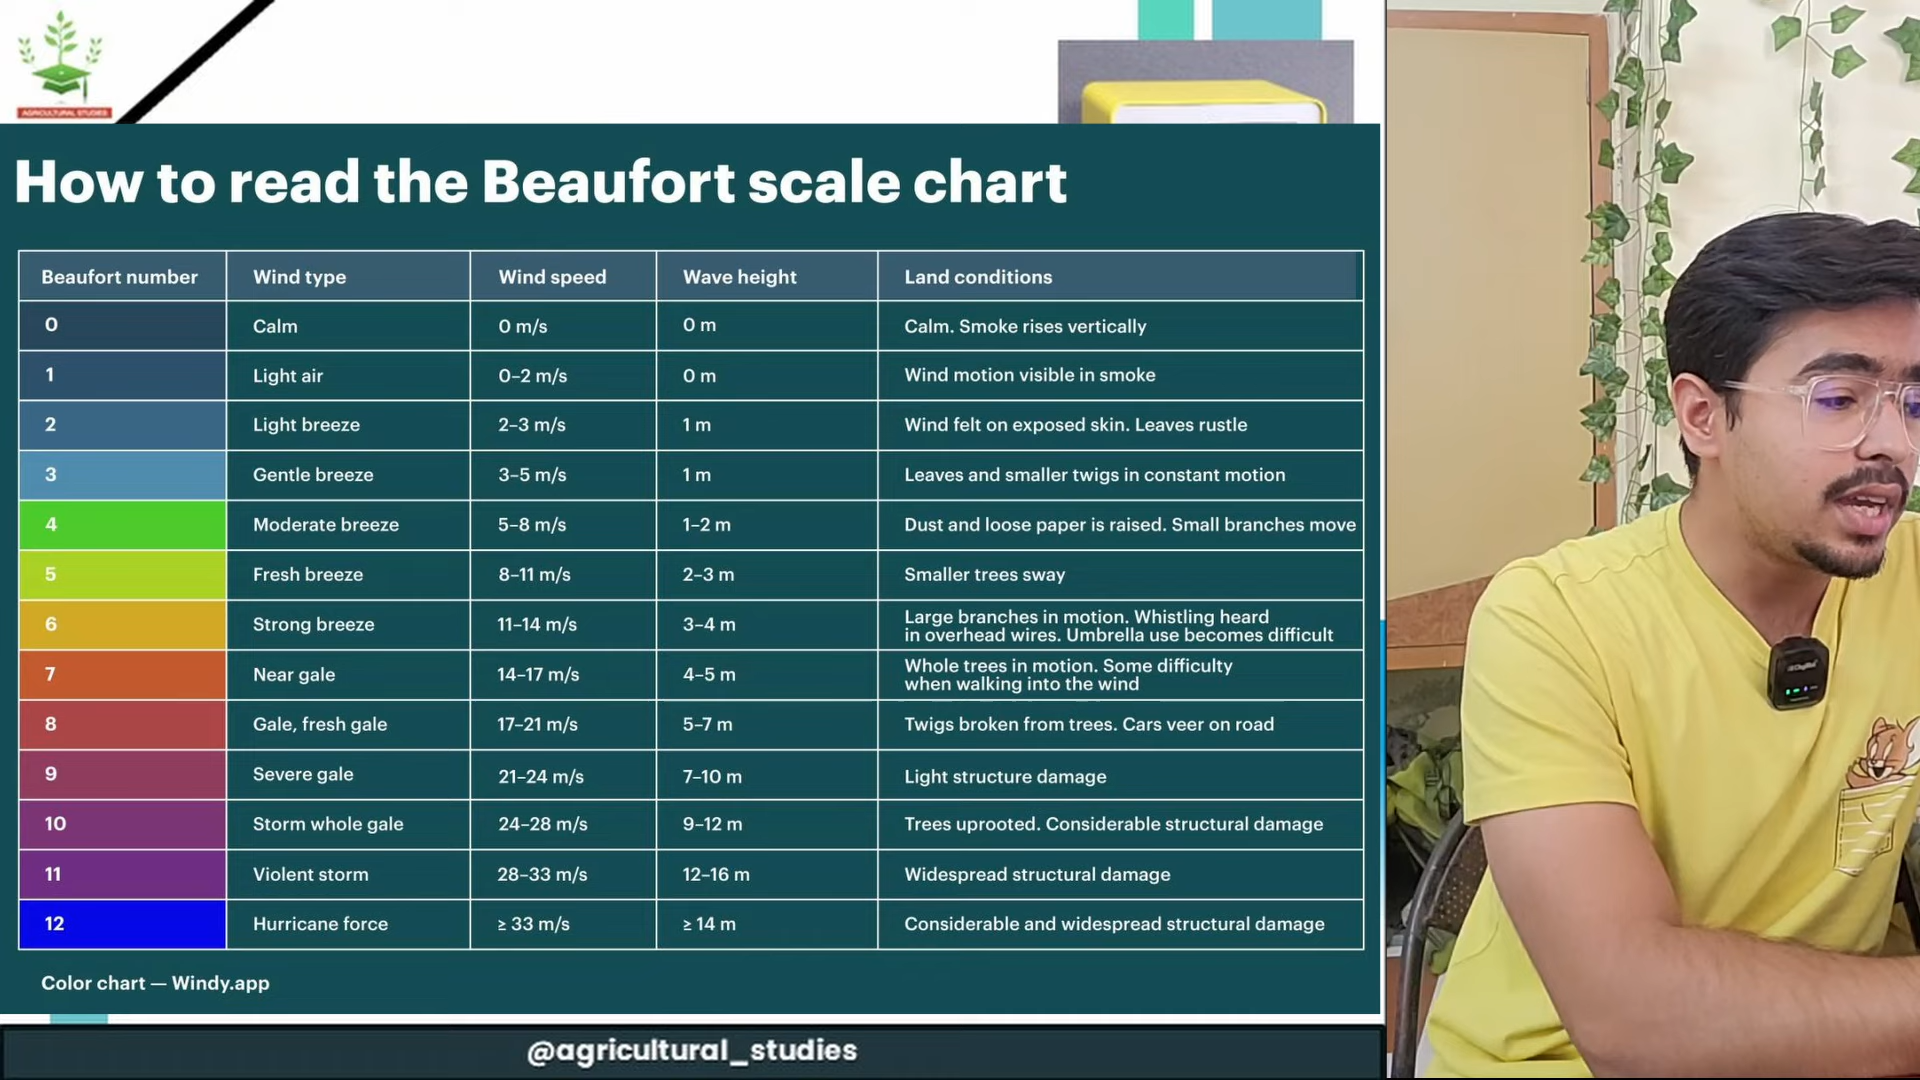 AGRICULTURAL STUDIES
How to read the Beaufort scale chart
Beaufort number Wind type Wind speed Wave height Land conditions
0 Calm 0 m/s 0 m Calm. Smoke rises vertically
1 Light air 0–2 m/s 0 m Wind motion visible in smoke
2 Light breeze 2–3 m/s 1 m Wind felt on exposed skin. Leaves rustle
3 Gentle breeze 3–5 m/s 1 m Leaves and smaller twigs in constant motion
4 Moderate breeze 5–8 m/s 1–2 m Dust and loose paper is raised. Small branches move
5 Fresh breeze 8–11 m/s 2–3 m Smaller trees sway
6 Strong breeze 11–14 m/s 3–4 m Large branches in motion. Whistling heard
in overhead wires. Umbrella use becomes difficult
7 Near gale 14–17 m/s 4–5 m Whole trees in motion. Some difficulty
when walking into the wind
8 Gale, fresh gale 17–21 m/s 5–7 m Twigs broken from trees. Cars veer on road
9 Severe gale 21–24 m/s 7–10 m Light structure damage
10 Storm whole gale 24–28 m/s 9–12 m Trees uprooted. Considerable structural damage
11 Violent storm 28–33 m/s 12–16 m Widespread structural damage
12 Hurricane force ≥ 33 m/s ≥ 14 m Considerable and widespread structural damage
Color chart — Windy.app
@agricultural_studies